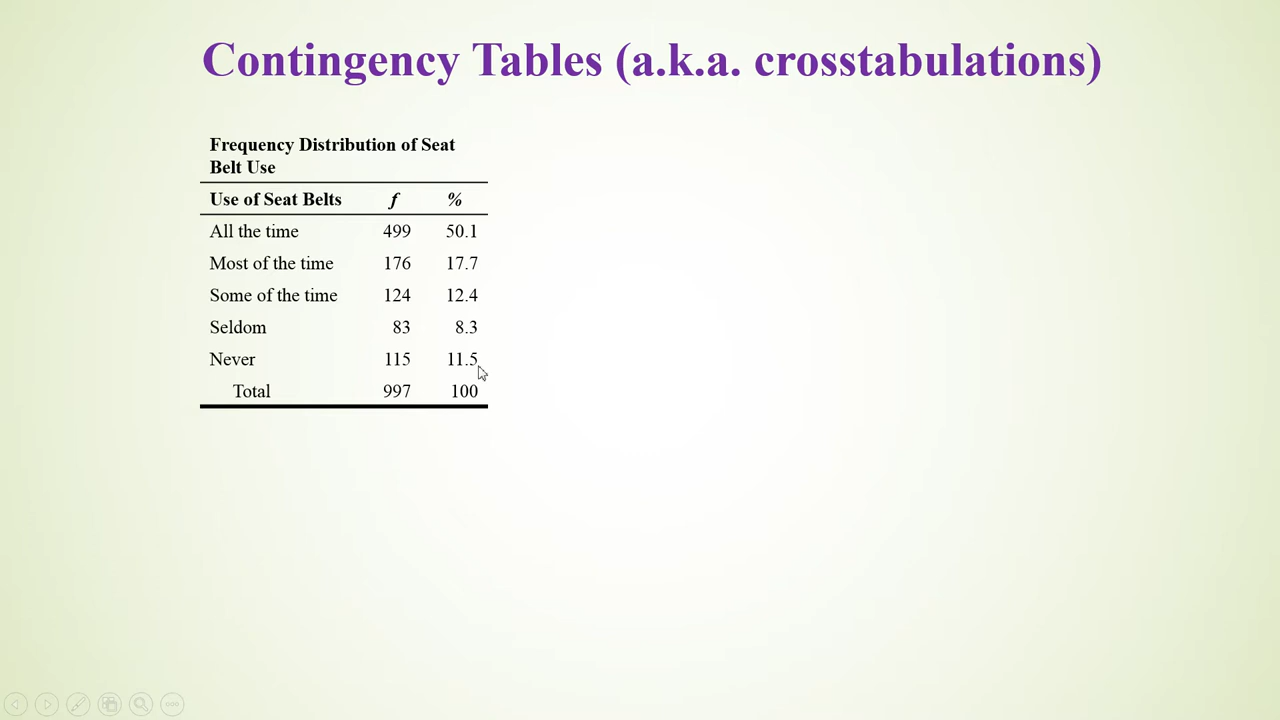 Contingency Tables (a.k.a. crosstabulations)
Frequency Distribution of Seat
Belt Use
Use of Seat Belts f %
All the time 499 50.1
Most of the time 176 17.7
Some of the time 124 12.4
Seldom 83 8.3
Never 115 11.5
Total 997 100